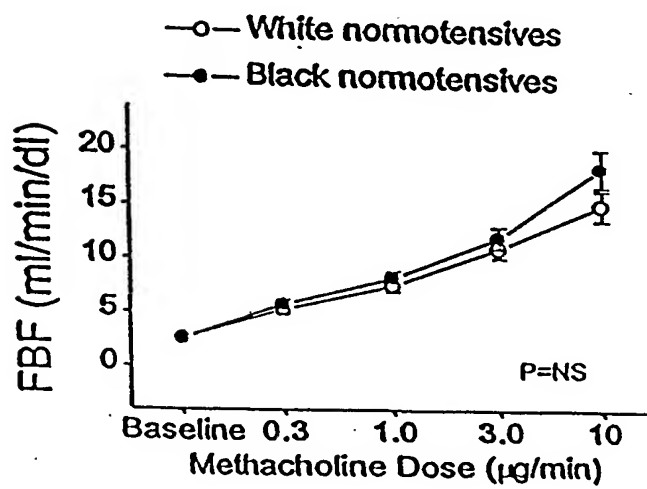 White normotensives
Black normotensives
FBF (ml/min/dl)
20
15
10
5
0
P=NS
Baseline 0.3 1.0 3.0 10
Methacholine Dose (μg/min)